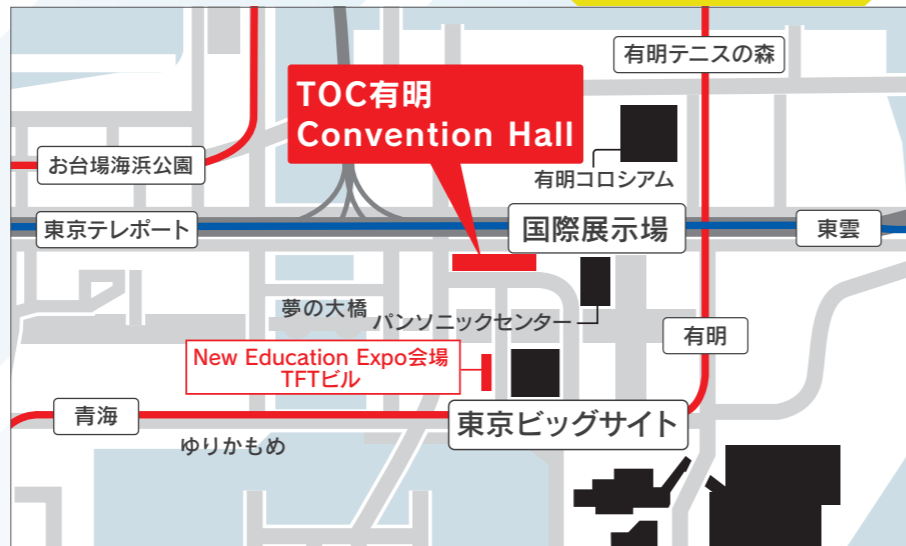 有明テニスの森
TOC有明
Convention Hall
お台場海浜公園
有明コロシアム
東京テレポート
国際展示場
東雲
夢の大橋
パンソニックセンター
有明
New Education Expo会場
TFTビル
青海
東京ビッグサイト
ゆりかもめ